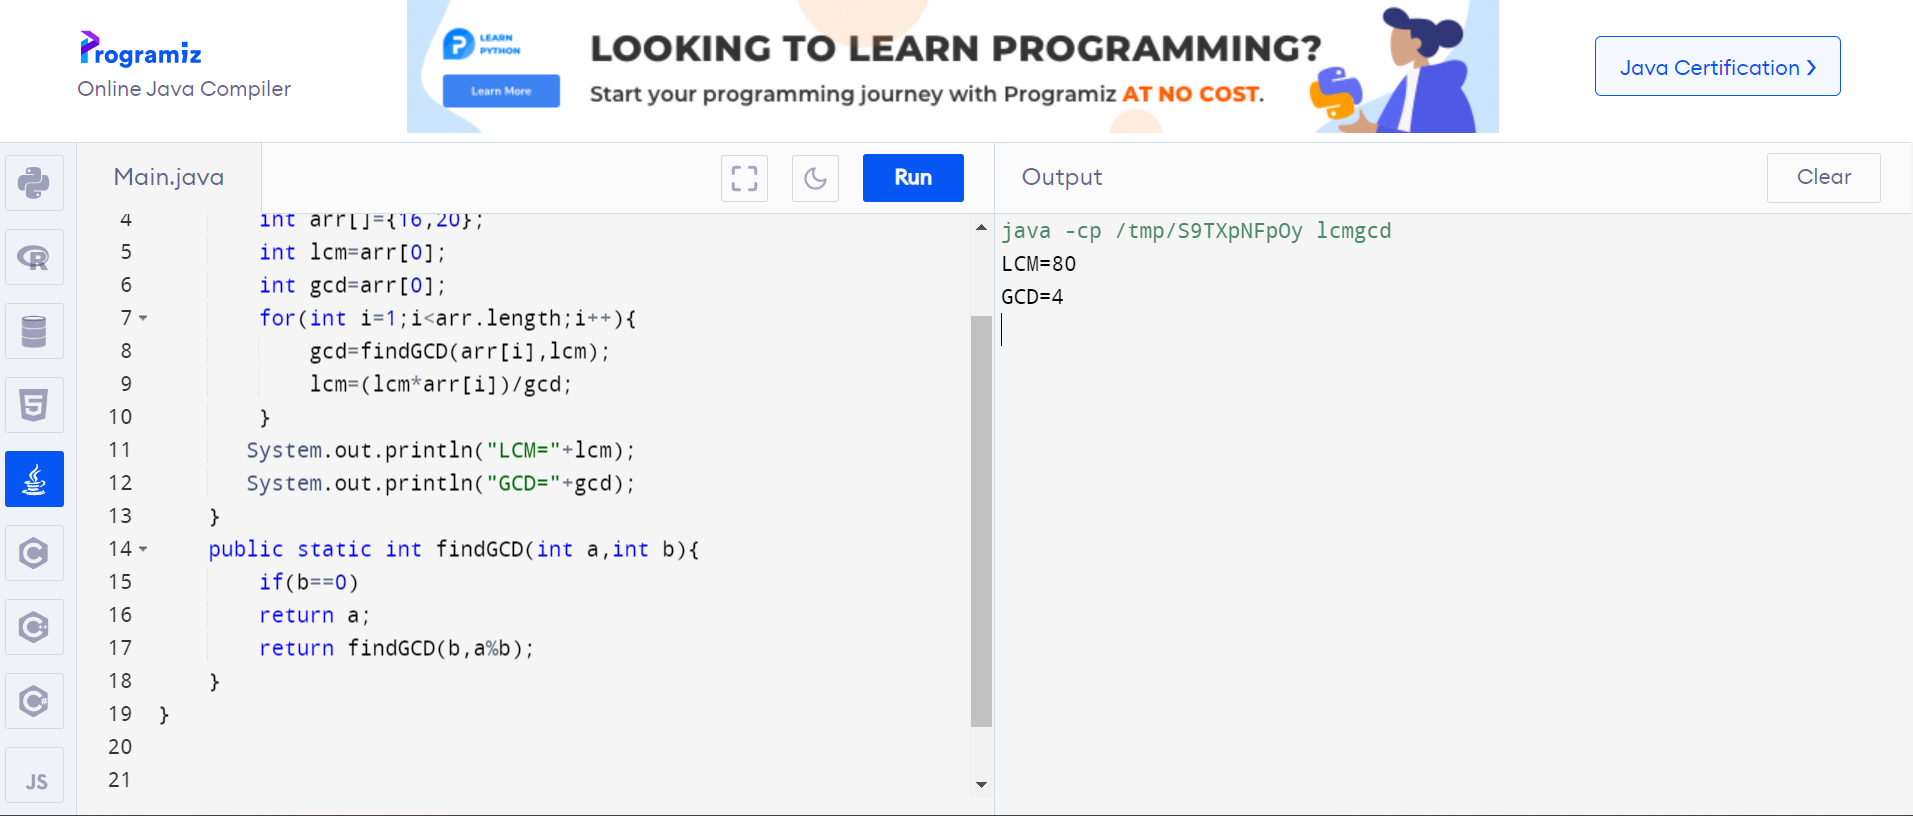 Programiz
Online Java Compiler
LEARN
PYTHON
Learn More
LOOKING TO LEARN PROGRAMMING?
Start your programming journey with Programiz AT NO COST.
Java Certification ❯
Main.java
Run
Output
Clear
4 int arr[]={16,20};
5 int lcm=arr[0];
6 int gcd=arr[0];
7 for(int i=1;i<arr.length;i++){
8 gcd=findGCD(arr[i],lcm);
9 lcm=(lcm*arr[i])/gcd;
10 }
11 System.out.println("LCM="+lcm);
12 System.out.println("GCD="+gcd);
13 }
14 public static int findGCD(int a,int b){
15 if(b==0)
16 return a;
17 return findGCD(b,a%b);
18 }
19 }
20
21
java -cp /tmp/S9TXpNFpOy lcmgcd
LCM=80
GCD=4
R
5
C
C++
C#
JS